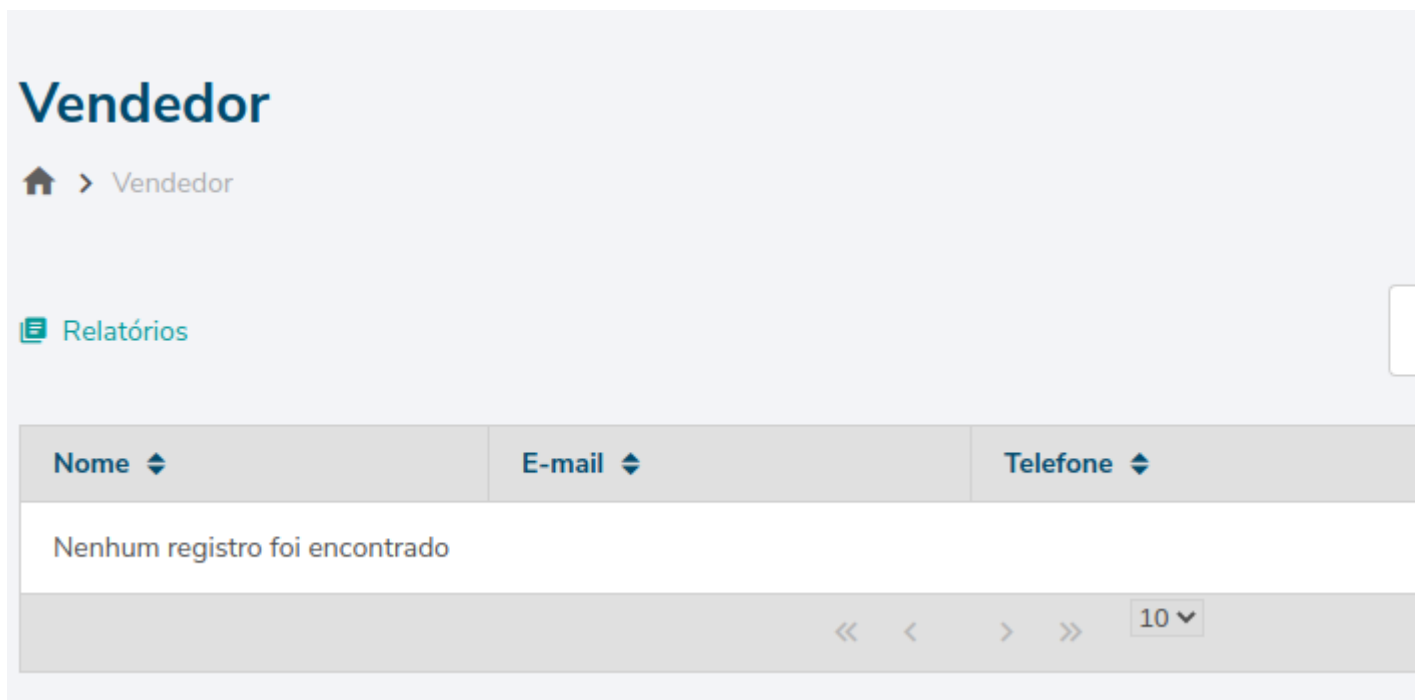 Vendedor
Vendedor
Relatórios
Nome E-mail Telefone
Nenhum registro foi encontrado
10